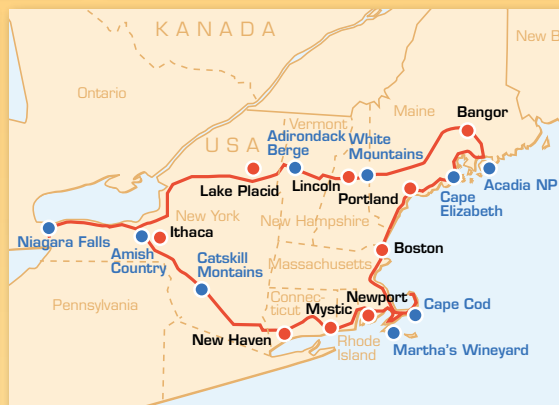 KANADA
New B
Ontario
Maine
Bangor
Vermont
USA
Adirondack
Berge
White
Mountains
Acadia NP
Lake Placid
Lincoln
Portland
Cape
Elizabeth
New York
New Hampshire
Niagara Falls
Ithaca
Amish
Country
Boston
Catskill
Montains
Massachusetts
Pennsylvania
Connec-
ticut
Newport
Cape Cod
Mystic
New Haven
Rhode
Island
Martha's Wineyard